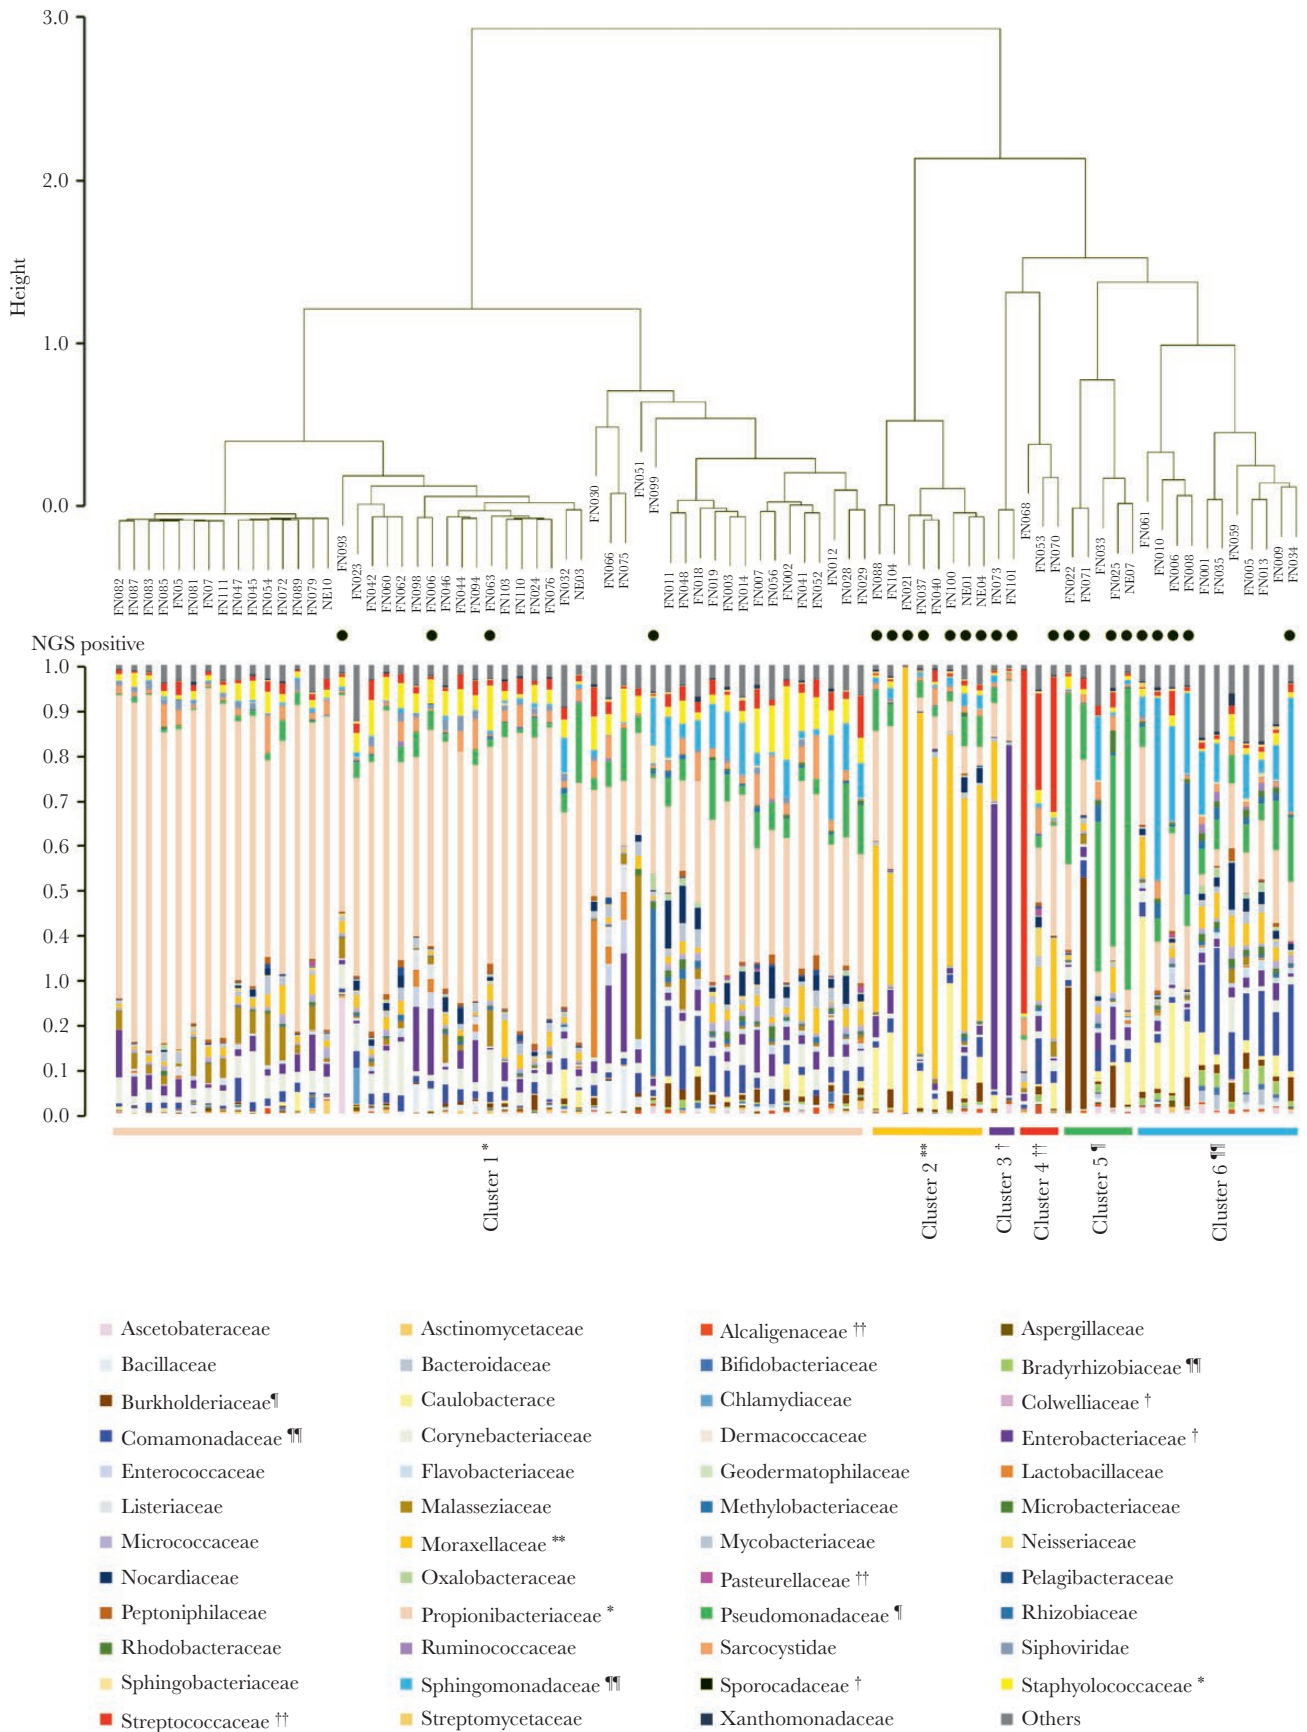 3.0
2.0
Height
1.0
0.0
FN082
FN087
FN083
FN085
FN05
FN081
FN07
FN111
FN047
FN045
FN054
FN072
FN089
FN079
NE10
FN093
FN023
FN042
FN060
FN062
FN098
FN006
FN046
FN044
FN094
FN063
FN103
FN110
FN024
FN076
FN032
NE03
FN030
FN066
FN075
FN051
FN099
FN011
FN048
FN018
FN019
FN003
FN014
FN007
FN056
FN002
FN041
FN052
FN012
FN028
FN029
FN088
FN104
FN021
FN037
FN040
FN100
NE01
NE04
FN073
FN101
FN068
FN053
FN070
FN022
FN071
FN033
FN025
NE07
FN061
FN010
FN006
FN008
FN001
FN035
FN059
FN005
FN013
FN009
FN034
NGS positive
1.0
0.9
0.8
0.7
0.6
0.5
0.4
1.0
0.2
0.1
0.0
Cluster 1 *
Cluster 2 **
Cluster 3 †
Cluster 4 ††
Cluster 5 ¶
Cluster 6 ¶¶
Ascetobateraceae Asctinomycetaceae Alcaligenaceae †† Aspergillaceae
Bacillaceae Bacteroidaceae Bifidobacteriaceae Bradyrhizobiaceae ¶¶
Burkholderiaceae¶ Caulobacterace Chlamydiaceae Colwelliaceae †
Comamonadaceae ¶¶ Corynebacteriaceae Dermacoccaceae Enterobacteriaceae †
Enterococcaceae Flavobacteriaceae Geodermatophilaceae Lactobacillaceae
Listeriaceae Malasseziaceae Methylobacteriaceae Microbacteriaceae
Micrococcaceae Moraxellaceae ** Mycobacteriaceae Neisseriaceae
Nocardiaceae Oxalobacteraceae Pasteurellaceae †† Pelagibacteraceae
Peptoniphilaceae Propionibacteriaceae * Pseudomonadaceae ¶ Rhizobiaceae
Rhodobacteraceae Ruminococcaceae Sarcocystidae Siphoviridae
Sphingobacteriaceae Sphingomonadaceae ¶¶ Sporocadaceae † Staphyolococcaceae *
Streptococcaceae †† Streptomycetaceae Xanthomonadaceae Others